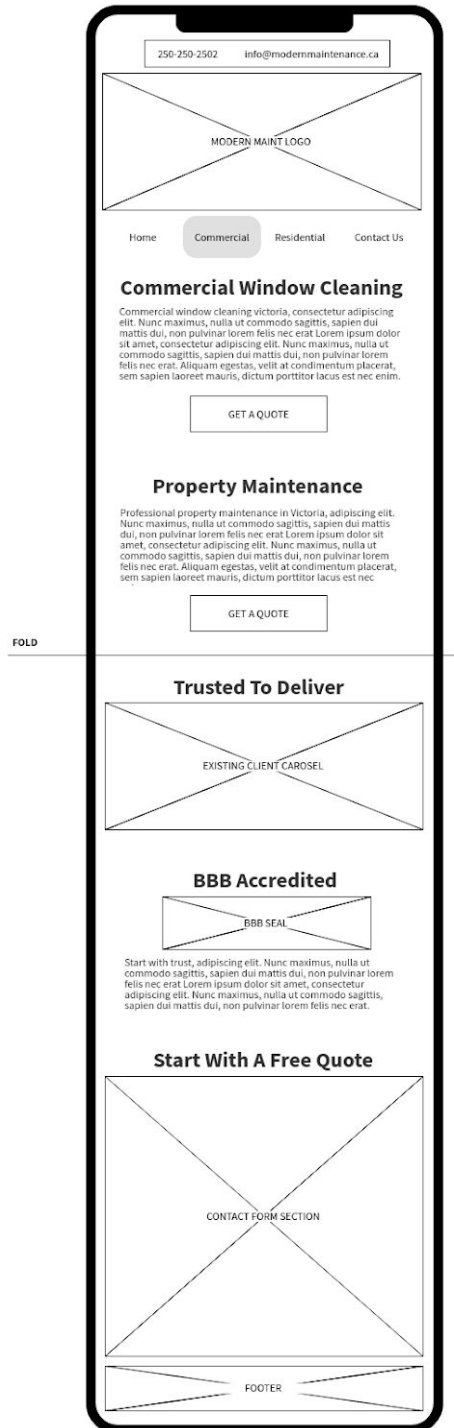 250-250-2502 info@modernmaintenance.ca
MODERN MAINT LOGO
Home Commercial Residential Contact Us
Commercial Window Cleaning
Commercial window cleaning victoria, consectetur adipiscing
elit. Nunc maximus, nulla ut commodo sagittis, sapien dui
mattis dui, non pulvinar lorem felis nec erat Lorem ipsum dolor
sit amet, consectetur adipiscing elit. Nunc maximus, nulla ut
commodo sagittis, sapien dui mattis dui, non pulvinar lorem
felis nec erat. Aliquam egestas, velit at condimentum placerat,
sem sapien laoreet mauris, dictum porttitor lacus est nec enim.
GET A QUOTE
Property Maintenance
Professional property maintenance in Victoria, adipiscing elit.
Nunc maximus, nulla ut commodo sagittis, sapien dui mattis
dui, non pulvinar lorem felis nec erat Lorem ipsum dolor sit
amet, consectetur adipiscing elit. Nunc maximus, nulla ut
commodo sagittis, sapien dui mattis dui, non pulvinar lorem
felis nec erat. Aliquam egestas, velit at condimentum placerat,
sem sapien laoreet mauris, dictum porttitor lacus est nec
GET A QUOTE
FOLD
Trusted To Deliver
EXISTING CLIENT CAROSEL
BBB Accredited
BBB SEAL
Start with trust, adipiscing elit. Nunc maximus, nulla ut
commodo sagittis, sapien dui mattis dui, non pulvinar lorem
felis nec erat Lorem ipsum dolor sit amet, consectetur
adipiscing elit. Nunc maximus, nulla ut commodo sagittis,
sapien dui mattis dui, non pulvinar lorem felis nec erat.
Start With A Free Quote
CONTACT FORM SECTION
FOOTER